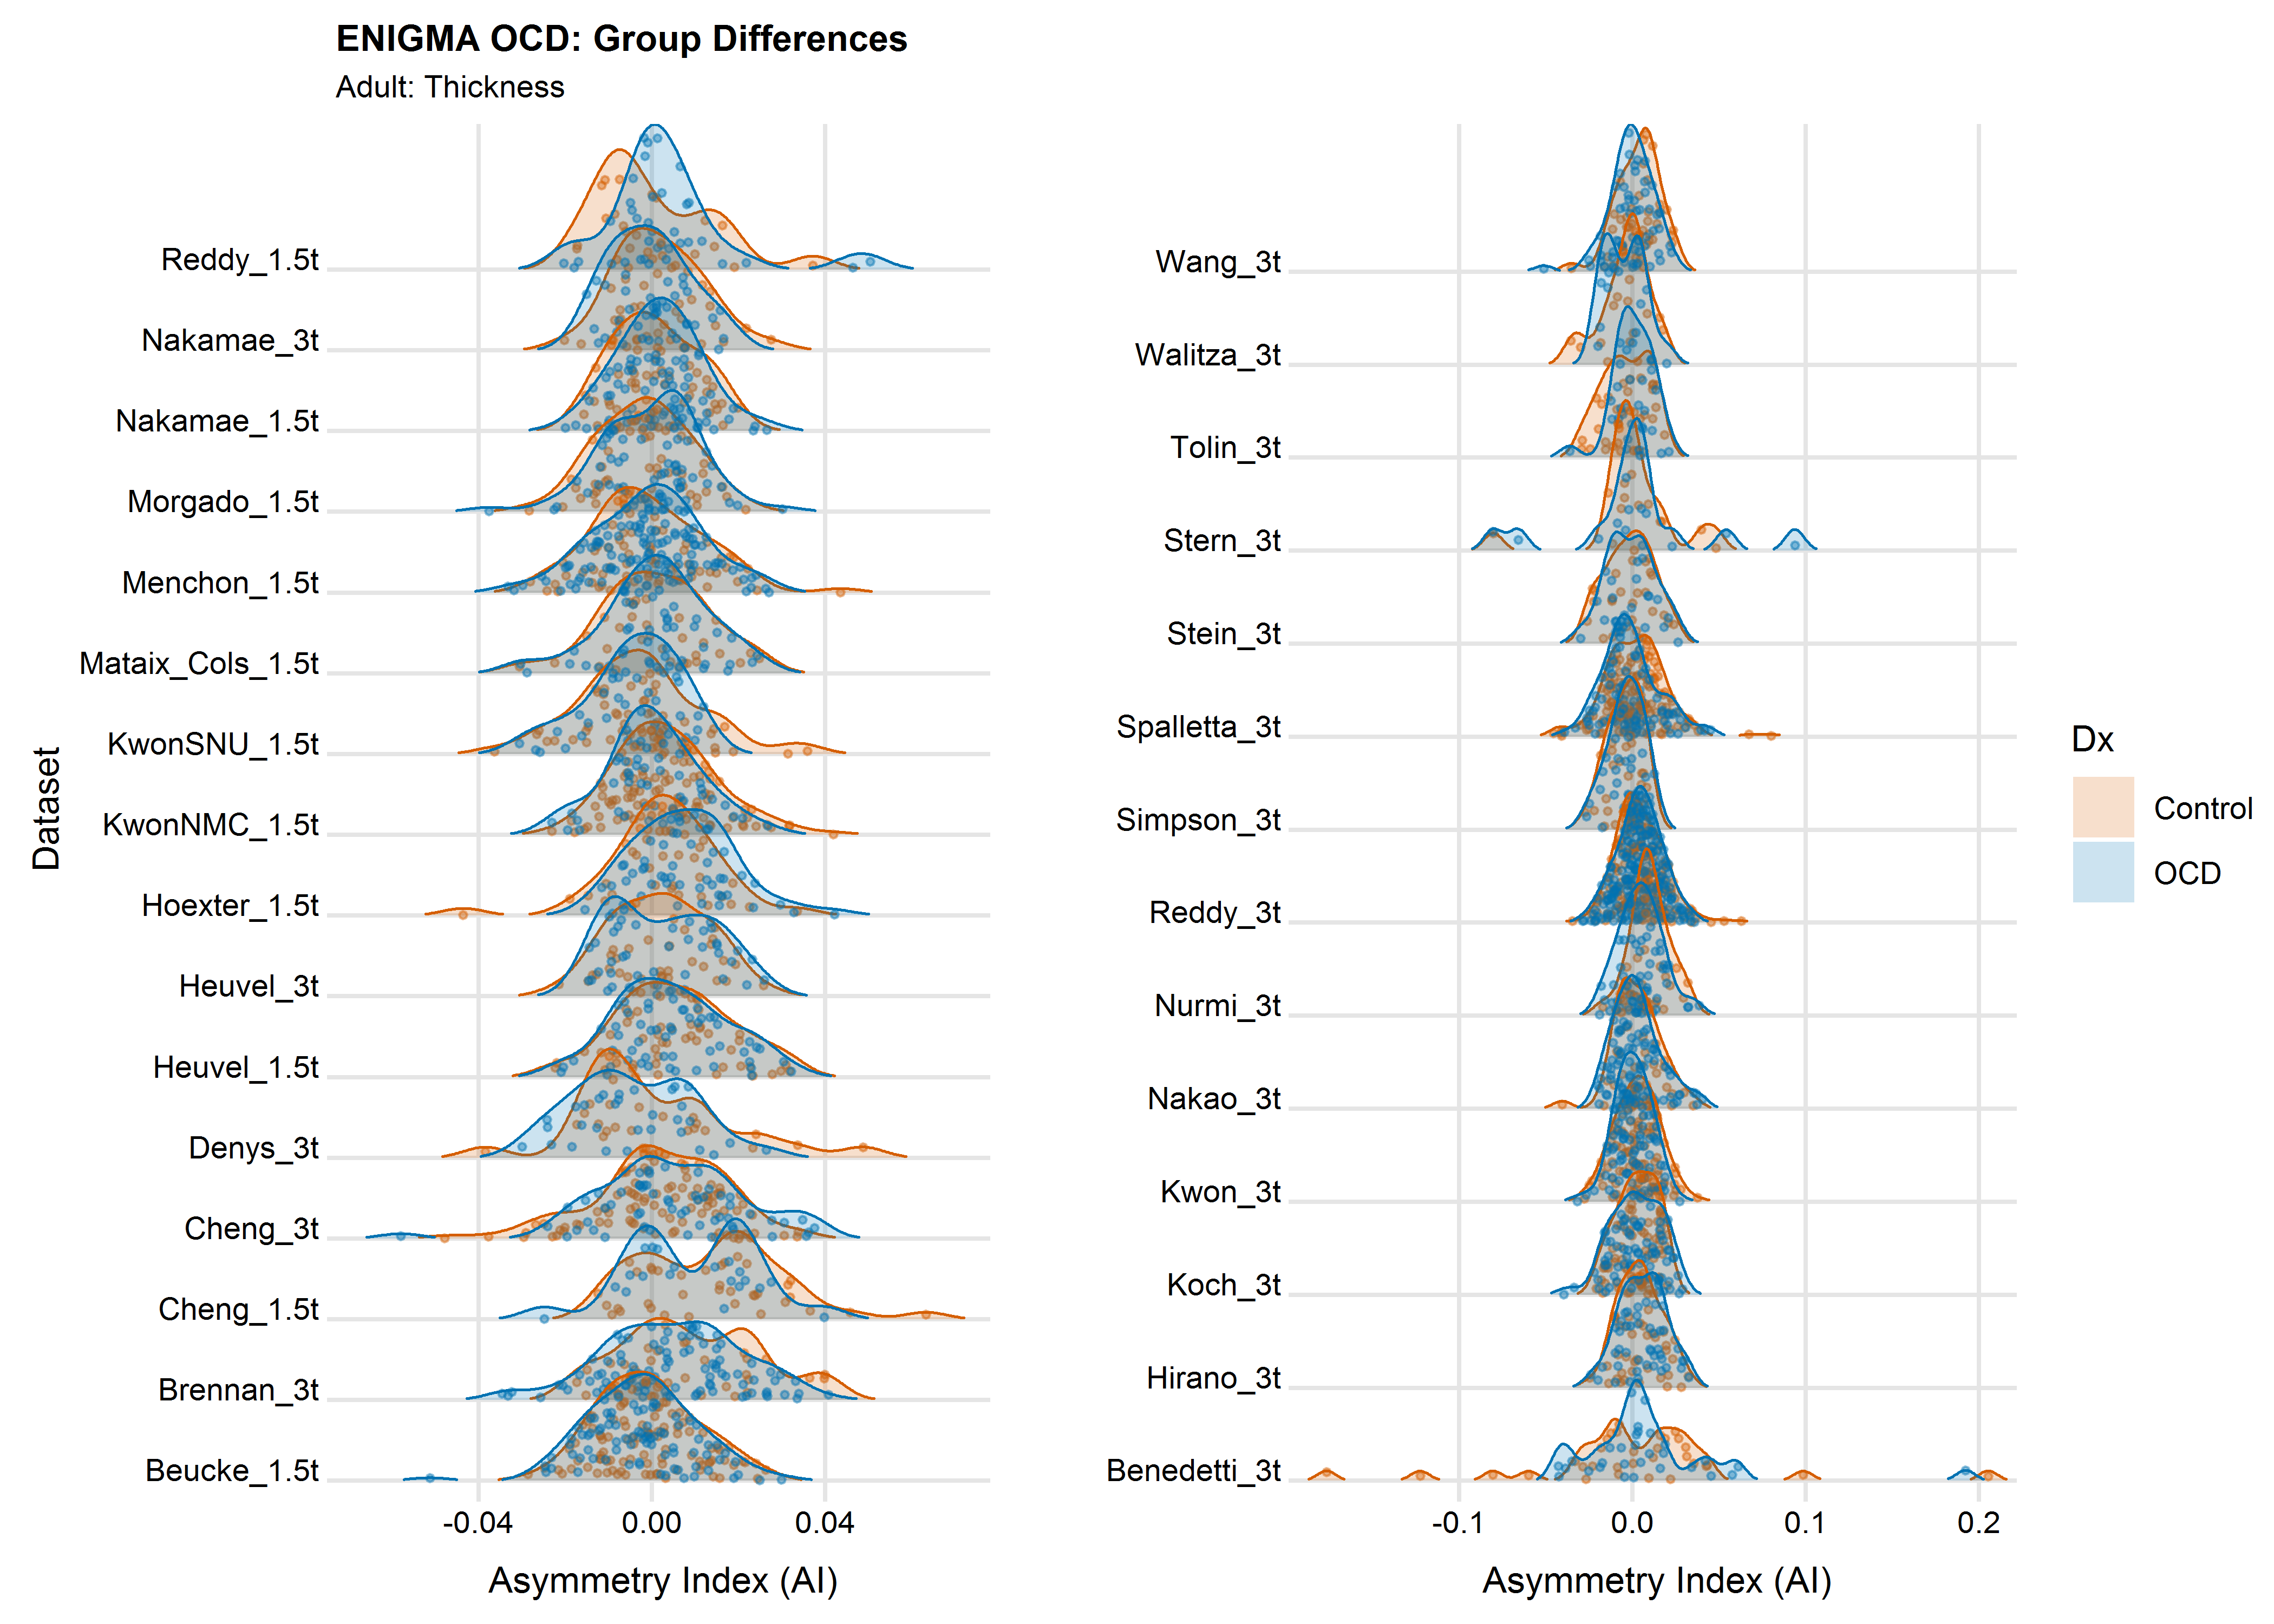 ENIGMA OCD: Group Differences
Adult: Thickness
Dataset
Reddy_1.5t
Nakamae_3t
Nakamae_1.5t
Morgado_1.5t
Menchon_1.5t
Mataix_Cols_1.5t
KwonSNU_1.5t
KwonNMC_1.5t
Hoexter_1.5t
Heuvel_3t
Heuvel_1.5t
Denys_3t
Cheng_3t
Cheng_1.5t
Brennan_3t
Beucke_1.5t
-0.04 0.00 0.04
Asymmetry Index (AI)
Wang_3t
Walitza_3t
Tolin_3t
Stern_3t
Stein_3t
Spalletta_3t
Simpson_3t
Reddy_3t
Nurmi_3t
Nakao_3t
Kwon_3t
Koch_3t
Hirano_3t
Benedetti_3t
-0.1 0.0 0.1 0.2
Asymmetry Index (AI)
Dx
Control
OCD